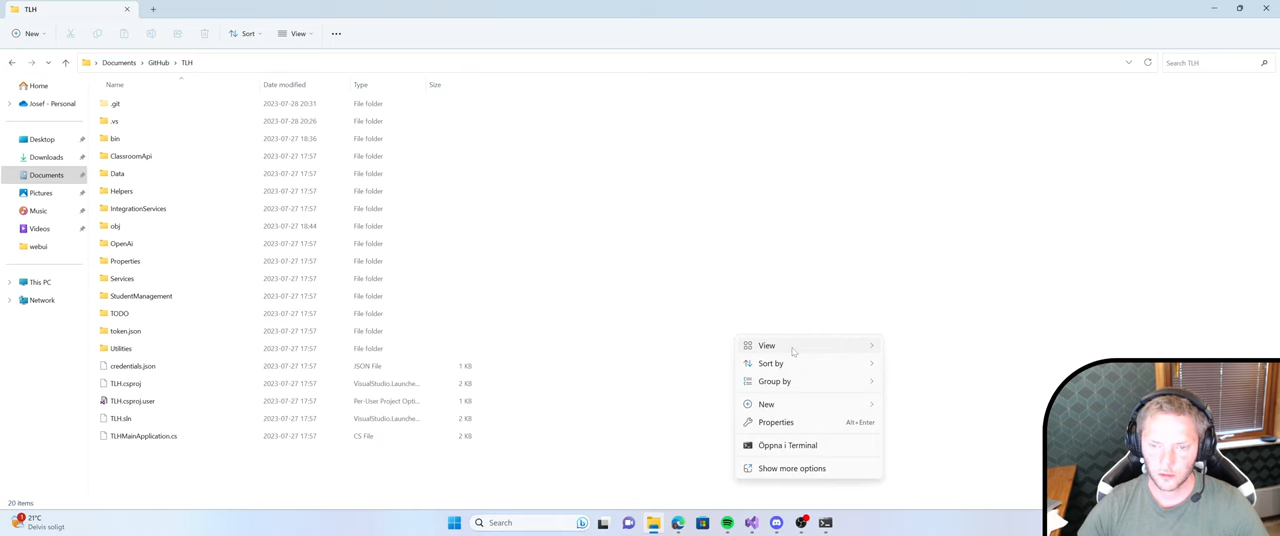 TLH
New
Sort
View
Documents > GitHub > TLH
Search TLH
Name Date modified Type Size
Home
Josef - Personal
Desktop
Downloads
Documents
Pictures
Music
Videos
webui
This PC
Network
.git 2023-07-28 20:31 File folder
.vs 2023-07-28 20:26 File folder
bin 2023-07-27 18:36 File folder
ClassroomApi 2023-07-27 17:57 File folder
Data 2023-07-27 17:57 File folder
Helpers 2023-07-27 17:57 File folder
IntegrationServices 2023-07-27 17:57 File folder
obj 2023-07-27 18:44 File folder
OpenAi 2023-07-27 17:57 File folder
Properties 2023-07-27 17:57 File folder
Services 2023-07-27 17:57 File folder
StudentManagement 2023-07-27 17:57 File folder
TODO 2023-07-27 17:57 File folder
token.json 2023-07-27 17:57 File folder
Utilities 2023-07-27 17:57 File folder
credentials.json 2023-07-27 17:57 JSON File 1 KB
TLH.csproj 2023-07-27 17:57 VisualStudio.Launche... 2 KB
TLH.csproj.user 2023-07-27 17:57 Per-User Project Opti... 1 KB
TLH.sln 2023-07-27 17:57 VisualStudio.Launche... 2 KB
TLHMainApplication.cs 2023-07-27 17:57 CS File 2 KB
View
Sort by
Group by
New
Properties Alt+Enter
Öppna i Terminal
Show more options
20 items
1
21°C
Delvis soligt
Search